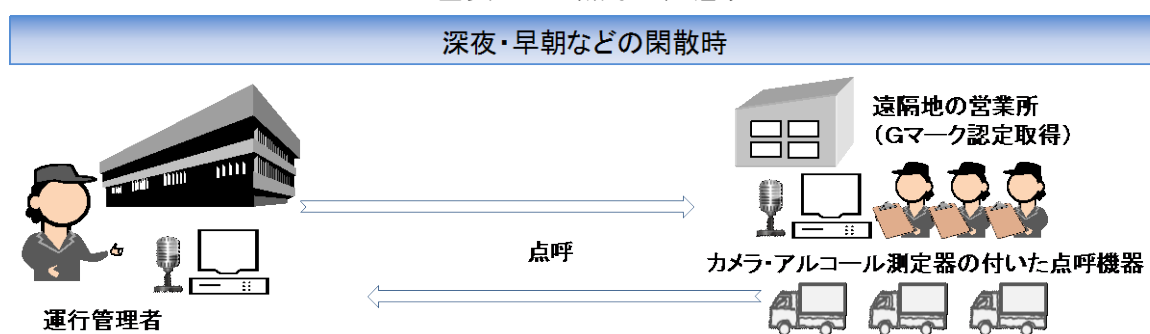 深夜・早朝などの閑散時
遠隔地の営業所
（Gマーク認定取得）
点呼
カメラ・アルコール測定器の付いた点呼機器
運行管理者